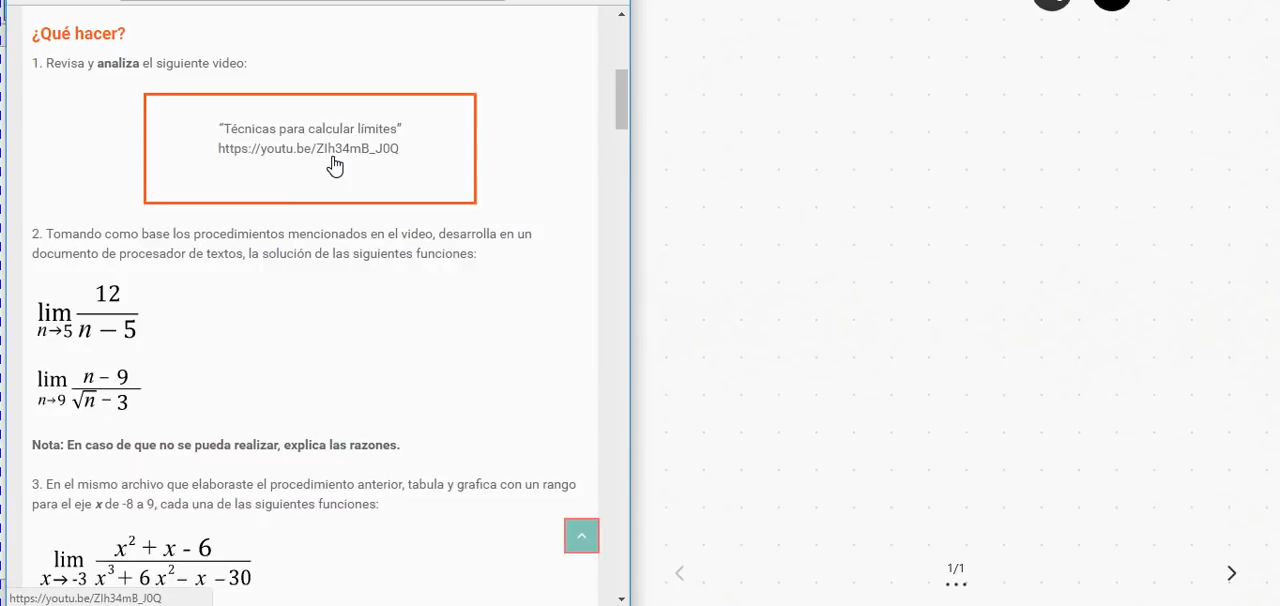 ¿Qué hacer?
1. Revisa y analiza el siguiente video:
“Técnicas para calcular límites”
https://youtu.be/ZIh34mB_J0Q
2. Tomando como base los procedimientos mencionados en el video, desarrolla en un
documento de procesador de textos, la solución de las siguientes funciones:
12
lim
n→5 n − 5
lim n − 9
n→9 √n − 3
Nota: En caso de que no se pueda realizar, explica las razones.
3. En el mismo archivo que elaboraste el procedimiento anterior, tabula y grafica con un rango
para el eje x de -8 a 9, cada una de las siguientes funciones:
lim x² + x - 6
x→ -3 x³ + 6 x² − x − 30
https://youtu.be/ZIh34mB_J0Q
1/1